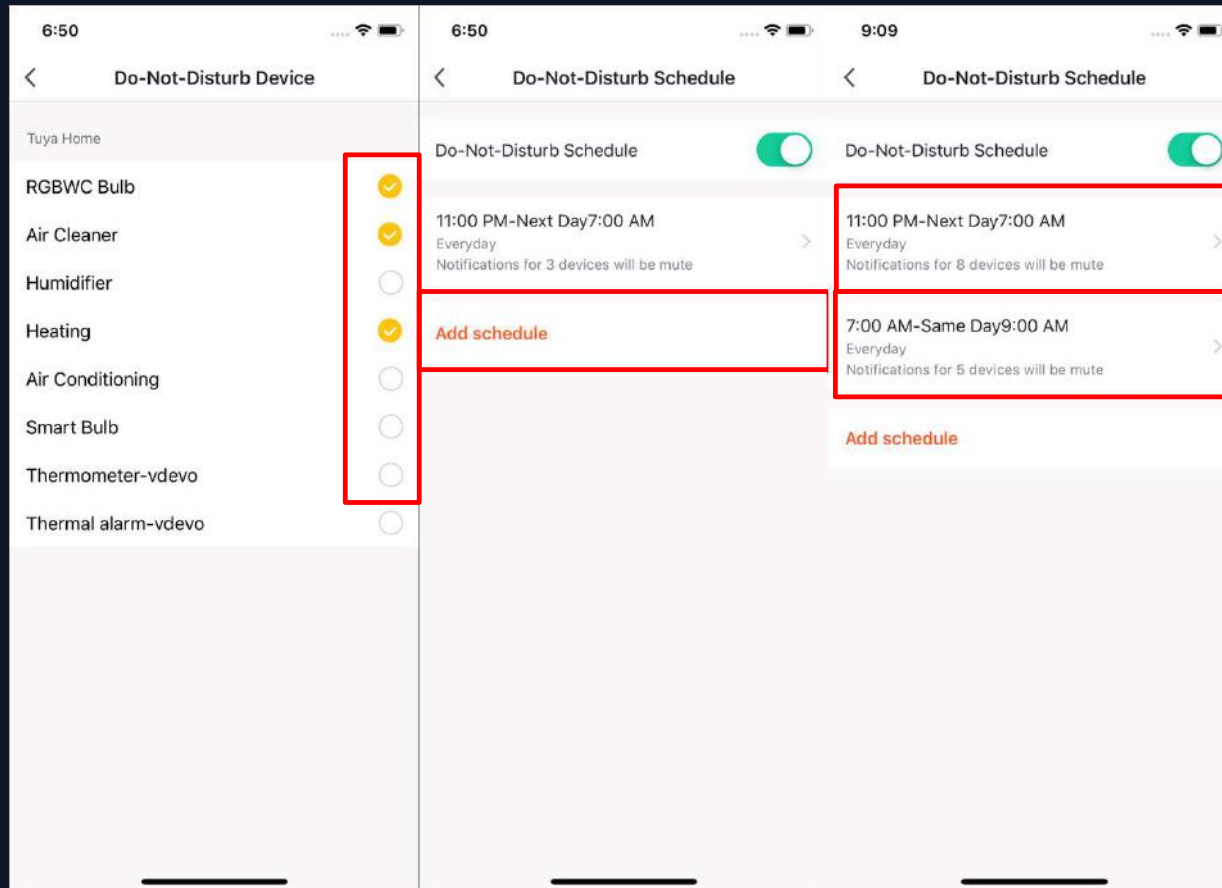 6:50
Do-Not-Disturb Device
Tuya Home
RGBWC Bulb
Air Cleaner
Humidifier
Heating
Air Conditioning
Smart Bulb
Thermometer-vdevo
Thermal alarm-vdevo
6:50
Do-Not-Disturb Schedule
Do-Not-Disturb Schedule
11:00 PM-Next Day7:00 AM
Everyday
Notifications for 3 devices will be mute
Add schedule
9:09
Do-Not-Disturb Schedule
Do-Not-Disturb Schedule
11:00 PM-Next Day7:00 AM
Everyday
Notifications for 8 devices will be mute
7:00 AM-Same Day9:00 AM
Everyday
Notifications for 5 devices will be mute
Add schedule